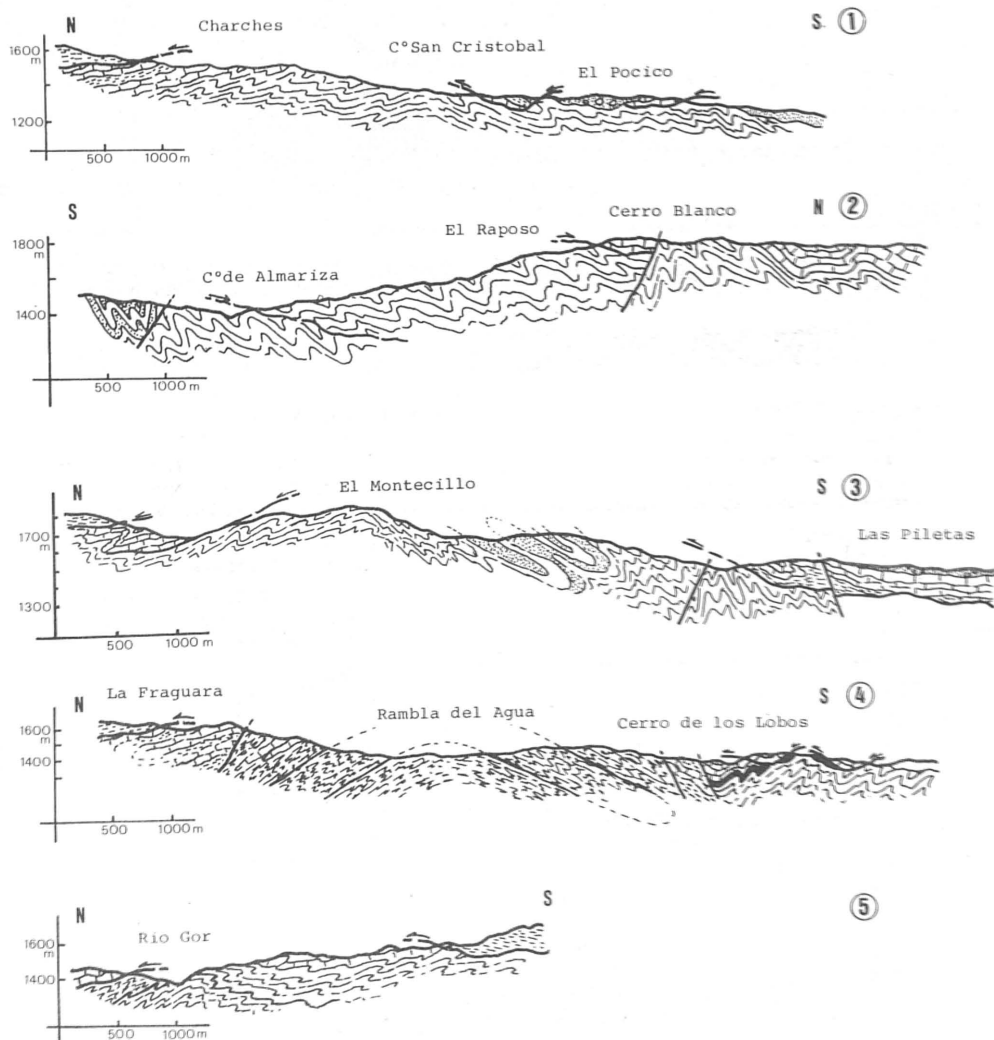 N Charches C°San Cristobal El Pocico S ①
1600
m
1200
500 1000 m
S C°de Almariza El Raposo Cerro Blanco N ②
1800
m
1400
500 1000 m
N El Montecillo S ③
Las Piletas
1700
m
1300
500 1000 m
N La Fraguara Rambla del Agua Cerro de los Lobos S ④
1600
m
1400
500 1000 m
N Rio Gor S ⑤
1600
m
1400
500 1000 m